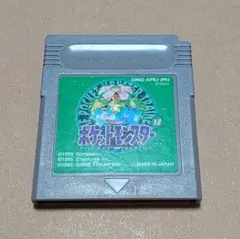 DMG-APBJ-JPN
POCKET MONSTERS
ポケットモンスター
緑
©1995 Nintendo
©1995 Creatures inc.
©1995 GAME FREAK inc.
MADE IN JAPAN